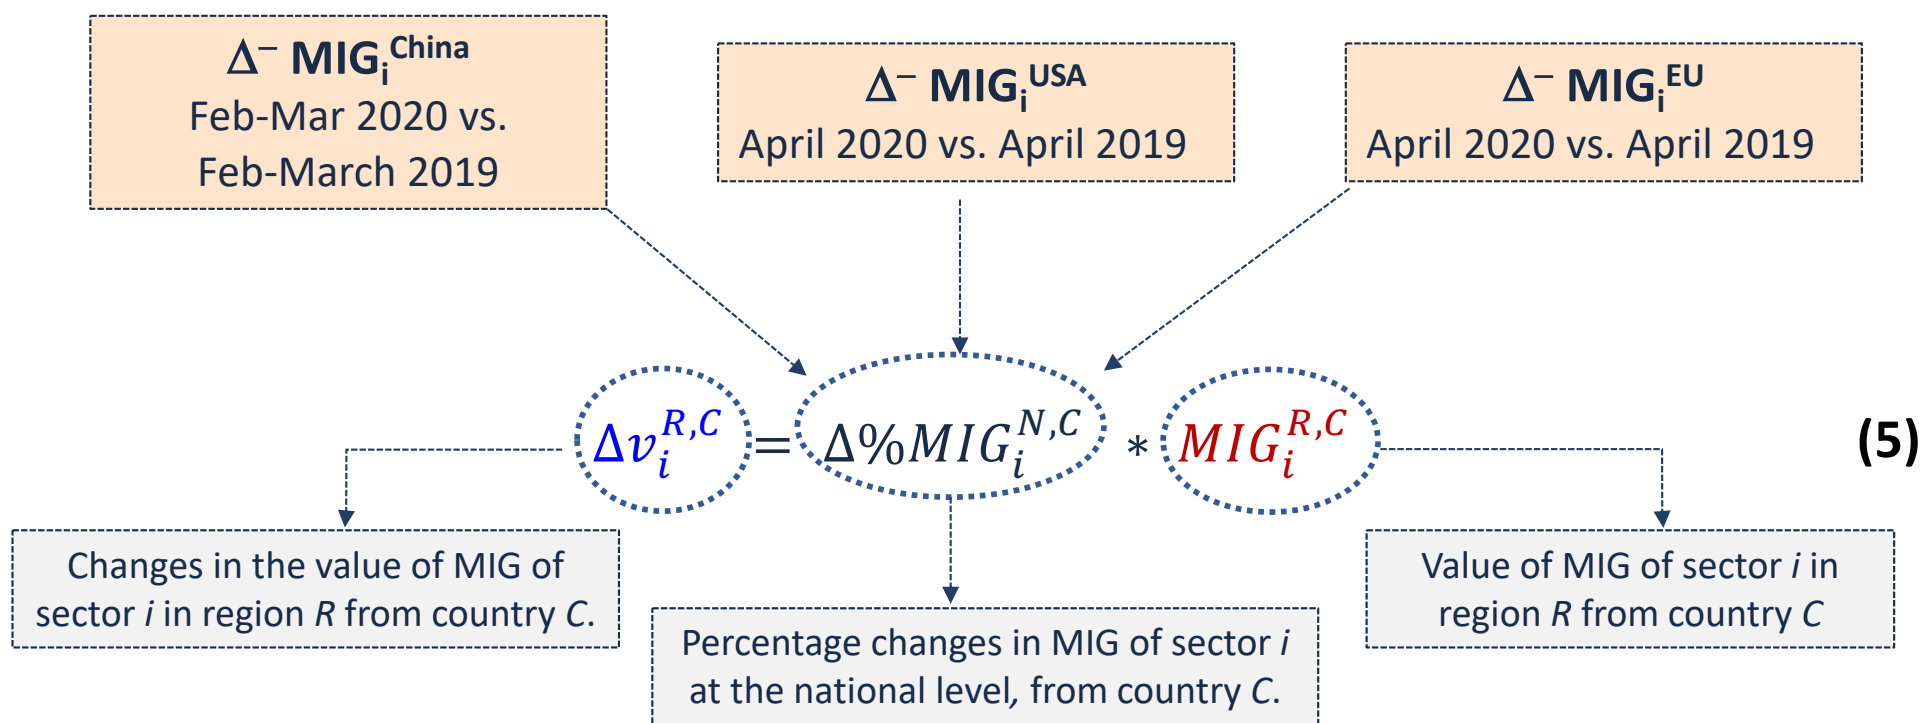 Δ⁻ MIGᵢ^China
Feb-Mar 2020 vs.
Feb-March 2019
Δ⁻ MIGᵢ^USA
April 2020 vs. April 2019
Δ⁻ MIGᵢ^EU
April 2020 vs. April 2019
Δv_i^{R,C} = Δ%MIG_i^{N,C} * MIG_i^{R,C}
(5)
Changes in the value of MIG of
sector i in region R from country C.
Percentage changes in MIG of sector i
at the national level, from country C.
Value of MIG of sector i in
region R from country C